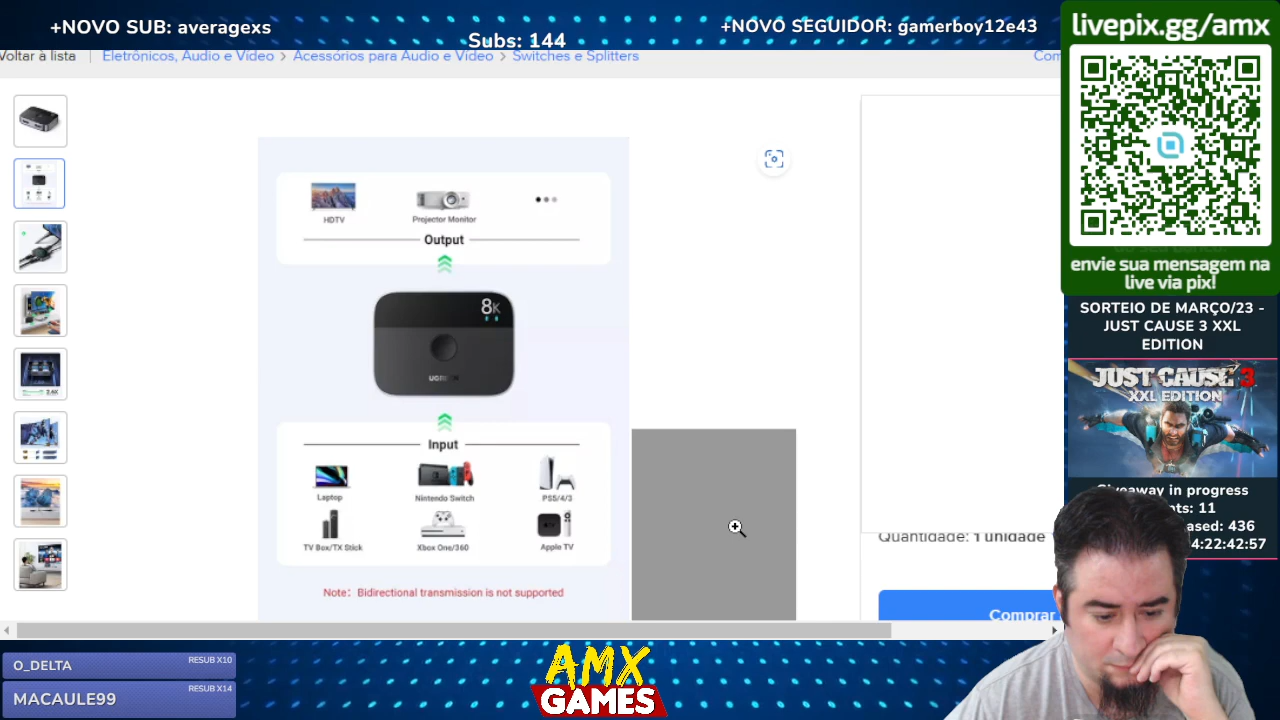 +NOVO SUB: averagexs
Subs: 144
+NOVO SEGUIDOR: gamerboy12e43
livepix.gg/amx
Voltar à lista
Eletrônicos, Áudio e Vídeo > Acessórios para Áudio e Vídeo > Switches e Splitters
HDTV
Projector Monitor
Output
8K
Input
Laptop
Nintendo Switch
PS5/4/3
TV Box/TX Stick
Xbox One/360
Apple TV
Note: Bidirectional transmission is not supported
Quantidade: 1 unidade
Comprar
envie sua mensagem na
live via pix!
SORTEIO DE MARÇO/23 -
JUST CAUSE 3 XXL
EDITION
JUST CAUSE 3
XXL EDITION
Giveaway in progress
11
436
4:22:42:57
O_DELTA
RESUB X10
MACAULE99
RESUB X14
AMX
GAMES